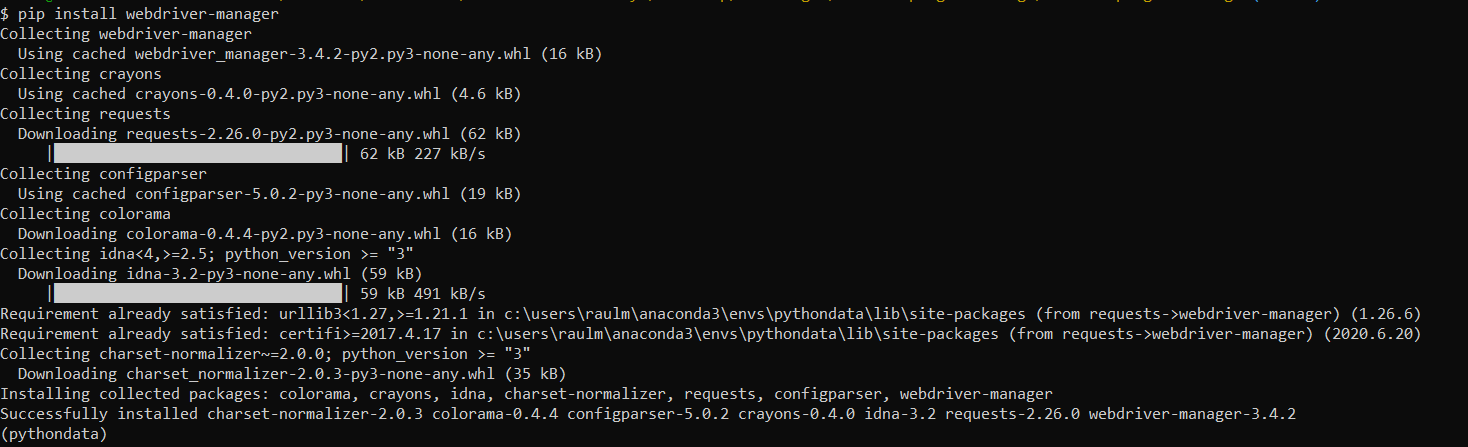 $ pip install webdriver-manager
Collecting webdriver-manager
  Using cached webdriver_manager-3.4.2-py2.py3-none-any.whl (16 kB)
Collecting crayons
  Using cached crayons-0.4.0-py2.py3-none-any.whl (4.6 kB)
Collecting requests
  Downloading requests-2.26.0-py2.py3-none-any.whl (62 kB)
     |████████████████████████████████| 62 kB 227 kB/s
Collecting configparser
  Using cached configparser-5.0.2-py3-none-any.whl (19 kB)
Collecting colorama
  Downloading colorama-0.4.4-py2.py3-none-any.whl (16 kB)
Collecting idna<4,>=2.5; python_version >= "3"
  Downloading idna-3.2-py3-none-any.whl (59 kB)
     |████████████████████████████████| 59 kB 491 kB/s
Requirement already satisfied: urllib3<1.27,>=1.21.1 in c:\users\raulm\anaconda3\envs\pythondata\lib\site-packages (from requests->webdriver-manager) (1.26.6)
Requirement already satisfied: certifi>=2017.4.17 in c:\users\raulm\anaconda3\envs\pythondata\lib\site-packages (from requests->webdriver-manager) (2020.6.20)
Collecting charset-normalizer~=2.0.0; python_version >= "3"
  Downloading charset_normalizer-2.0.3-py3-none-any.whl (35 kB)
Installing collected packages: colorama, crayons, idna, charset-normalizer, requests, configparser, webdriver-manager
Successfully installed charset-normalizer-2.0.3 colorama-0.4.4 configparser-5.0.2 crayons-0.4.0 idna-3.2 requests-2.26.0 webdriver-manager-3.4.2
(pythondata)